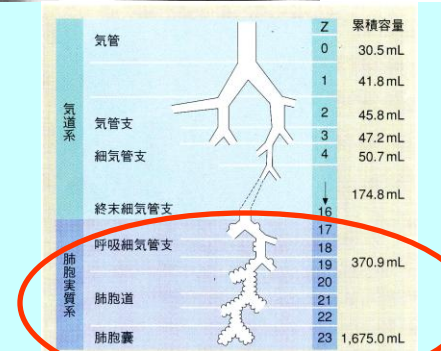 Z 累積容量
気管 0 30.5mL
1 41.8mL
2 45.8mL
気管支 3 47.2mL
細気管支 4 50.7mL
174.8mL
終末細気管支 16
17
呼吸細気管支 18
19 370.9mL
20
肺胞道 21
22
肺胞嚢 23 1,675.0mL
気道系
肺胞実質系